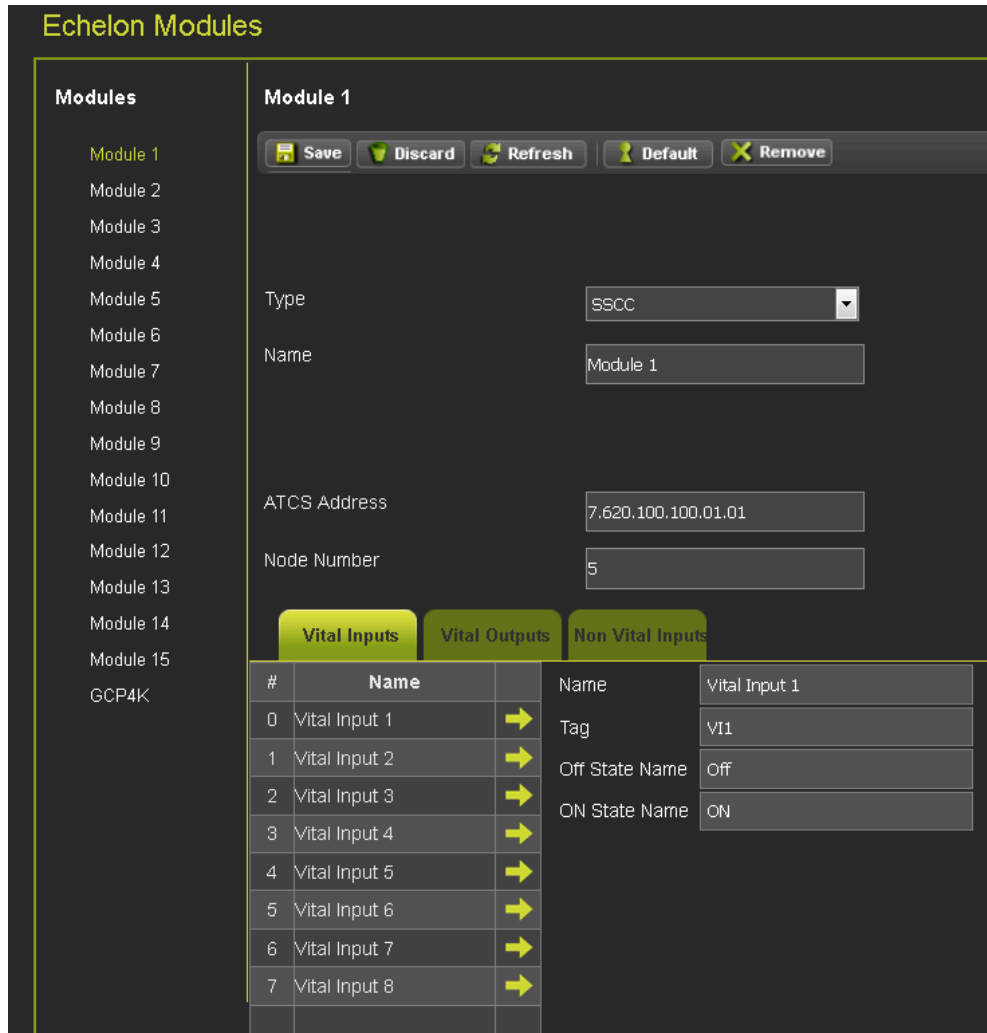 Echelon Modules
Modules
Module 1
Module 2
Module 3
Module 4
Module 5
Module 6
Module 7
Module 8
Module 9
Module 10
Module 11
Module 12
Module 13
Module 14
Module 15
GCP4K
Module 1
Save Discard Refresh Default Remove
Type SSCC
Name Module 1
ATCS Address 7.620.100.100.01.01
Node Number 5
Vital Inputs Vital Outputs Non Vital Inputs
# Name
0 Vital Input 1
1 Vital Input 2
2 Vital Input 3
3 Vital Input 4
4 Vital Input 5
5 Vital Input 6
6 Vital Input 7
7 Vital Input 8
Name Vital Input 1
Tag VI1
Off State Name Off
ON State Name ON